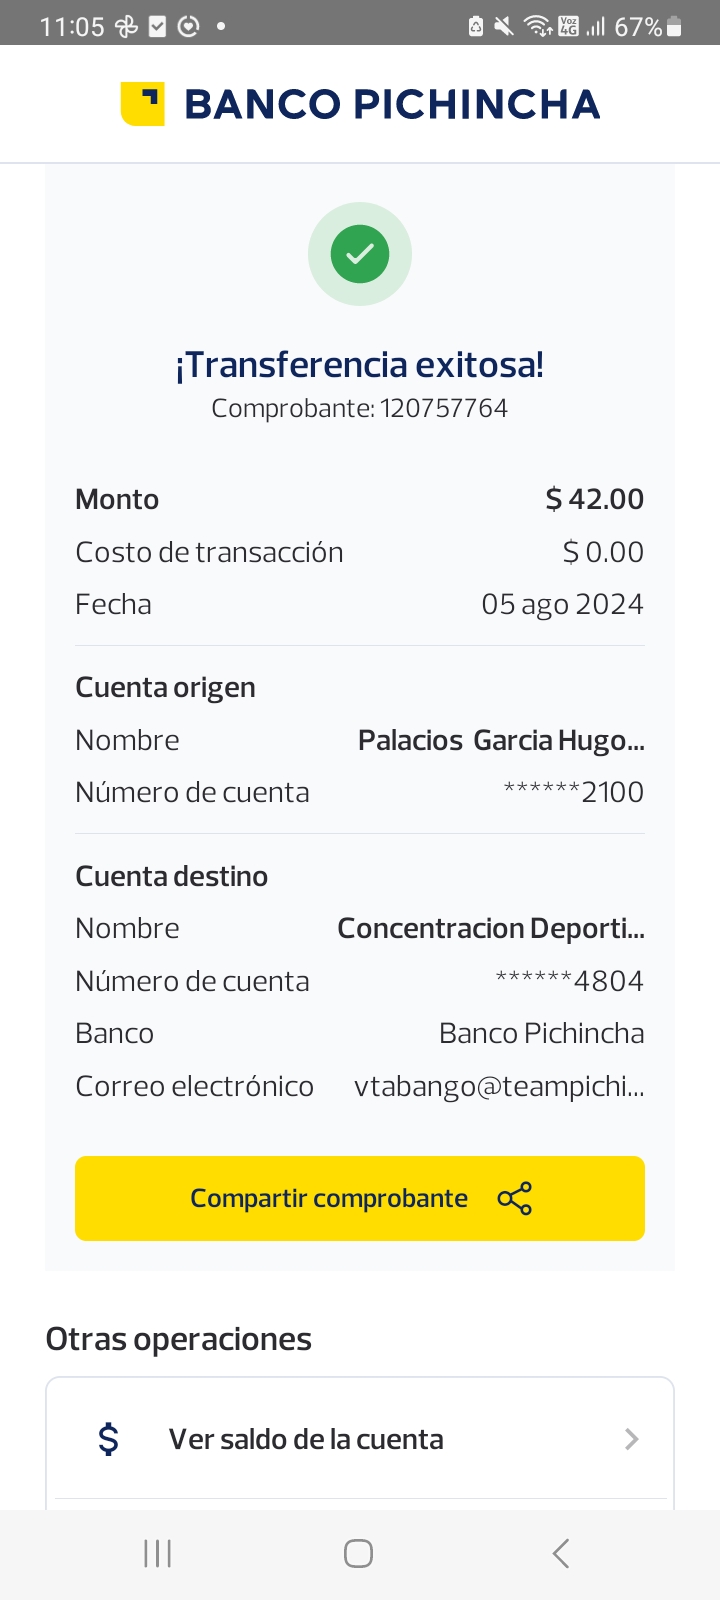 11:05 Voz 4G 67%
BANCO PICHINCHA
¡Transferencia exitosa!
Comprobante: 120757764
Monto $ 42.00
Costo de transacción $ 0.00
Fecha 05 ago 2024
Cuenta origen
Nombre Palacios Garcia Hugo...
Número de cuenta ******2100
Cuenta destino
Nombre Concentracion Deporti...
Número de cuenta ******4804
Banco Banco Pichincha
Correo electrónico vtabango@teampichi...
Compartir comprobante
Otras operaciones
$ Ver saldo de la cuenta